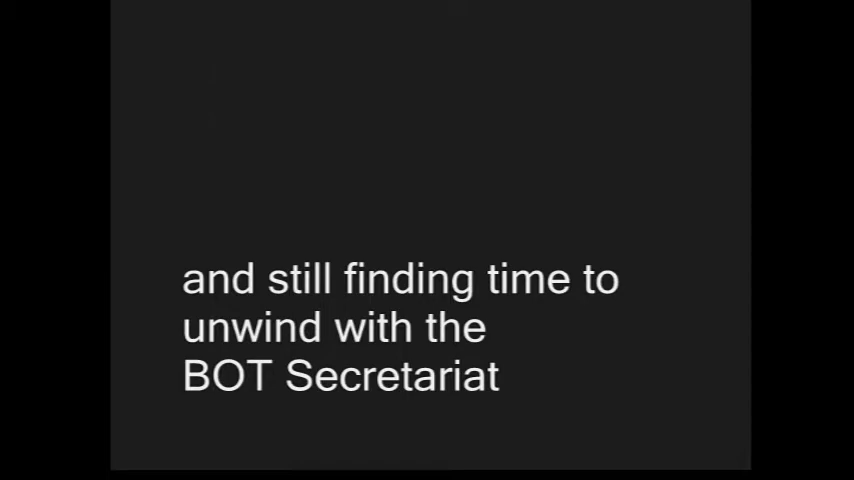 and still finding time to
unwind with the
BOT Secretariat